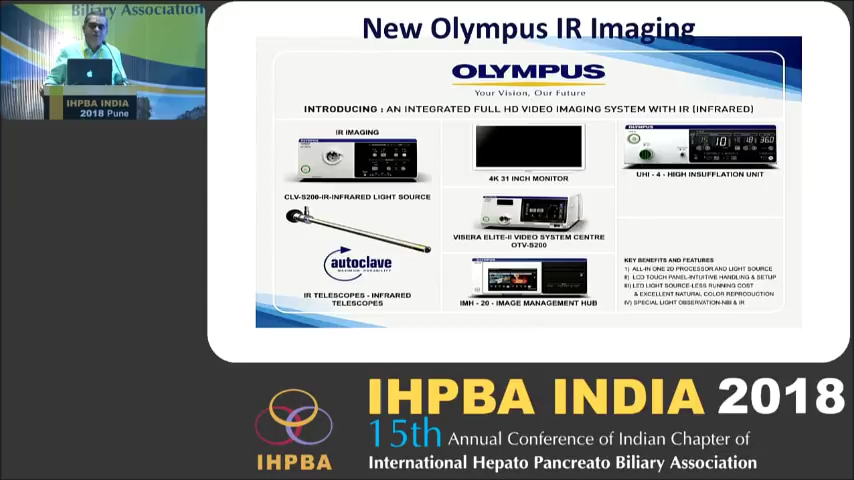 Biliary Association
IHPBA INDIA
2018 Pune
New Olympus IR Imaging
OLYMPUS
Your Vision, Our Future
INTRODUCING : AN INTEGRATED FULL HD VIDEO IMAGING SYSTEM WITH IR (INFRARED)
IR IMAGING
CLV-S200-IR-INFRARED LIGHT SOURCE
autoclave
IR TELESCOPES - INFRARED
TELESCOPES
4K 31 INCH MONITOR
VISERA ELITE-II VIDEO SYSTEM CENTRE
OTV-S200
IMH - 20 - IMAGE MANAGEMENT HUB
OLYMPUS
UHI - 4 - HIGH INSUFFLATION UNIT
KEY BENEFITS AND FEATURES
I) ALL-IN ONE 2D PROCESSOR AND LIGHT SOURCE
II) LCD TOUCH PANEL-INTUITIVE HANDLING & SETUP
III) LED LIGHT SOURCE-LESS RUNNING COST
& EXCELLENT NATURAL COLOR REPRODUCTION
IV) SPECIAL LIGHT OBSERVATION-NBI & IR
IHPBA
IHPBA INDIA 2018
15th Annual Conference of Indian Chapter of
International Hepato Pancreato Biliary Association